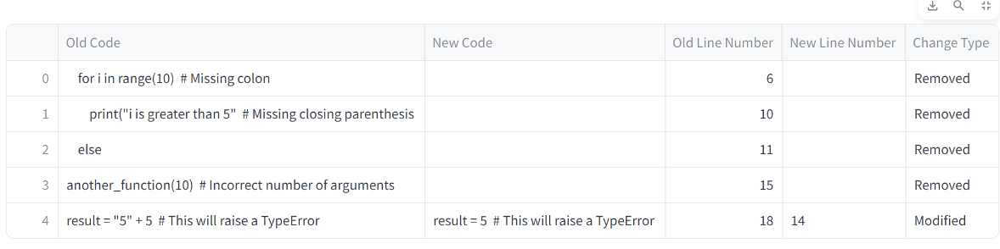 Old Code New Code Old Line Number New Line Number Change Type
0 for i in range(10)  # Missing colon 6 Removed
1 print("i is greater than 5"  # Missing closing parenthesis 10 Removed
2 else 11 Removed
3 another_function(10)  # Incorrect number of arguments 15 Removed
4 result = "5" + 5  # This will raise a TypeError result = 5  # This will raise a TypeError 18 14 Modified